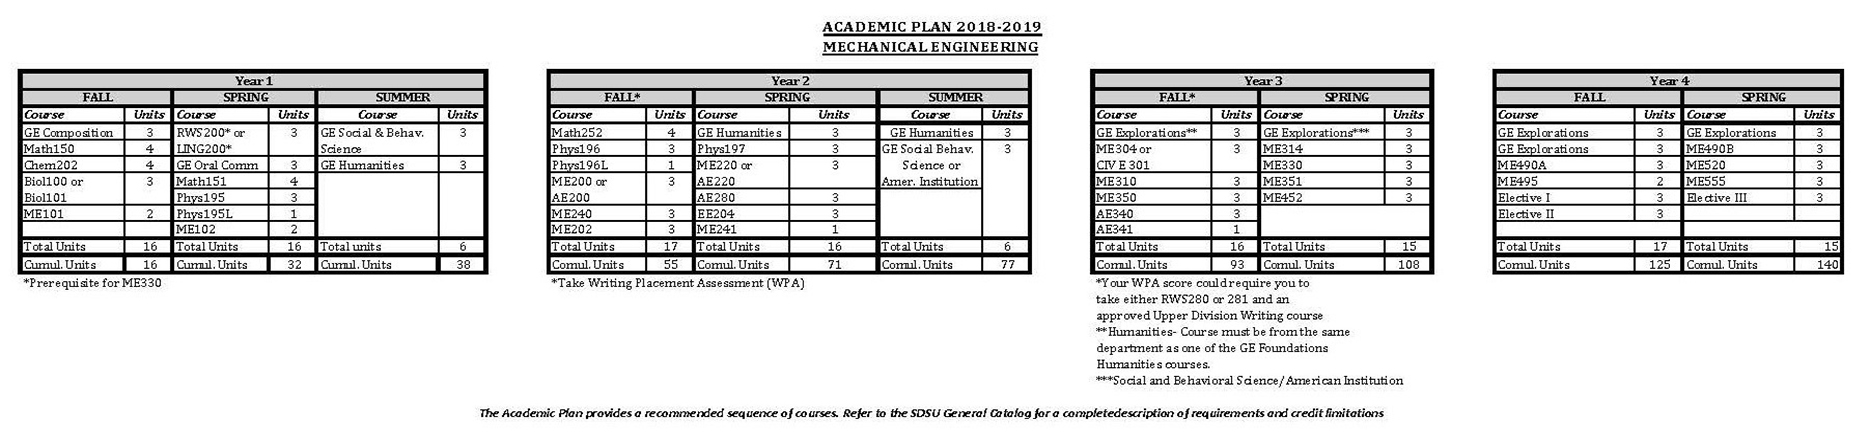 ACADEMIC PLAN 2018-2019
MECHANICAL ENGINEERING
Year 1
FALL SPRING SUMMER
Course Units Course Units Course Units
GE Composition 3 RWS200* or 3 GE Social & Behav. 3
Math150 4 LING200* Science
Chem202 4 GE Oral Comm 3 GE Humanities 3
Biol100 or 3 Math151 4
Biol101 Phys195 3
ME101 2 Phys195L 1
ME102 2
Total Units 16 Total Units 16 Total units 6
Cumul. Units 16 Cumul. Units 32 Cumul. Units 38
*Prerequisite for ME330
Year 2
FALL* SPRING SUMMER
Course Units Course Units Course Units
Math252 4 GE Humanities 3 GE Humanities 3
Phys196 3 Phys197 3 GE Social Behav. 3
Phys196L 1 ME220 or 3 Science or
ME200 or 3 AE220 Amer. Institution
AE200 AE280 3
ME240 3 EE204 3
ME202 3 ME241 1
Total Units 17 Total Units 16 Total Units 6
Comul. Units 55 Comul. Units 71 Comul. Units 77
*Take Writing Placement Assessment (WPA)
Year 3
FALL* SPRING
Course Units Course Units
GE Explorations** 3 GE Explorations*** 3
ME304 or 3 ME314 3
CIV E 301 ME330 3
ME310 3 ME351 3
ME350 3 ME452 3
AE340 3
AE341 1
Total Units 16 Total Units 15
Comul. Units 93 Comul. Units 108
*Your WPA score could require you to
take either RWS280 or 281 and an
approved Upper Division Writing course
**Humanities- Course must be from the same
department as one of the GE Foundations
Humanities courses.
***Social and Behavioral Science/American Institution
Year 4
FALL SPRING
Course Units Course Units
GE Explorations 3 GE Explorations 3
GE Explorations 3 ME490B 3
ME490A 3 ME520 3
ME495 2 ME555 3
Elective I 3 Elective III 3
Elective II 3
Total Units 17 Total Units 15
Comul. Units 125 Comul. Units 140
The Academic Plan provides a recommended sequence of courses. Refer to the SDSU General Catalog for a completedescription of requirements and credit limitations